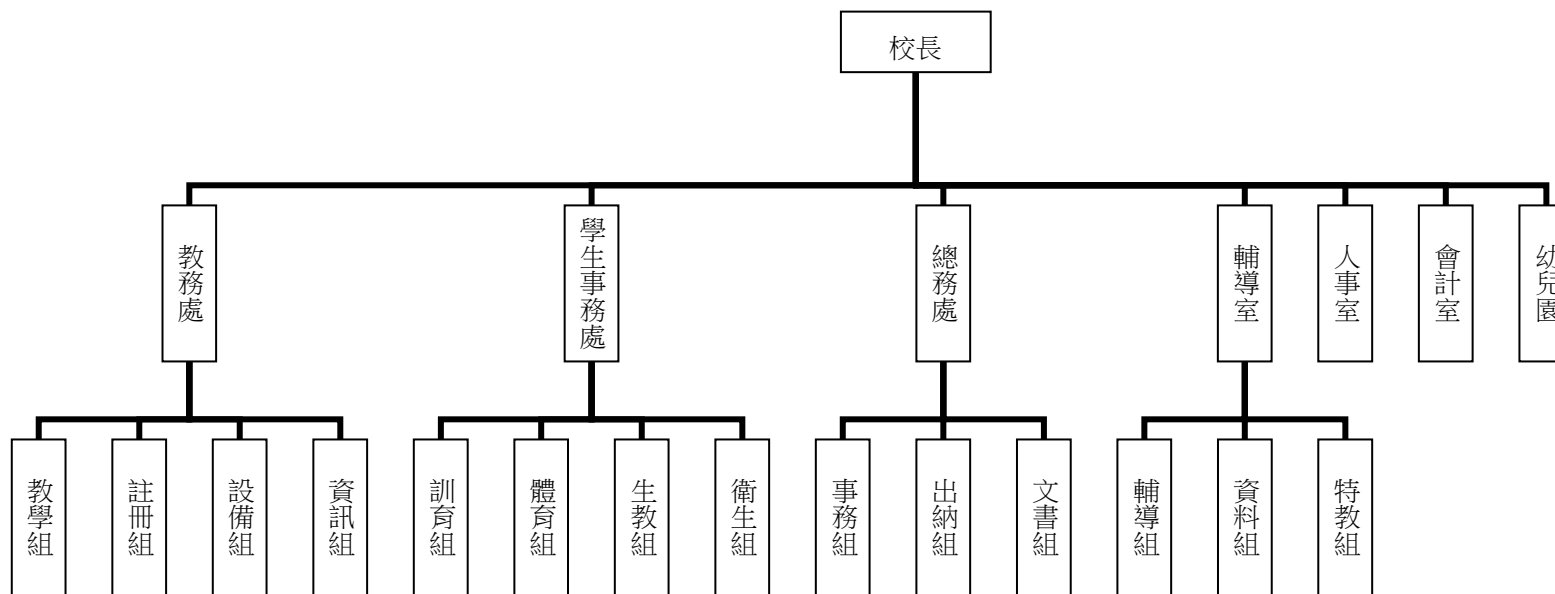 校長
教務處
學生事務處
總務處
輔導室
人事室
會計室
幼兒園
教學組
註冊組
設備組
資訊組
訓育組
體育組
生教組
衛生組
事務組
出納組
文書組
輔導組
資料組
特教組